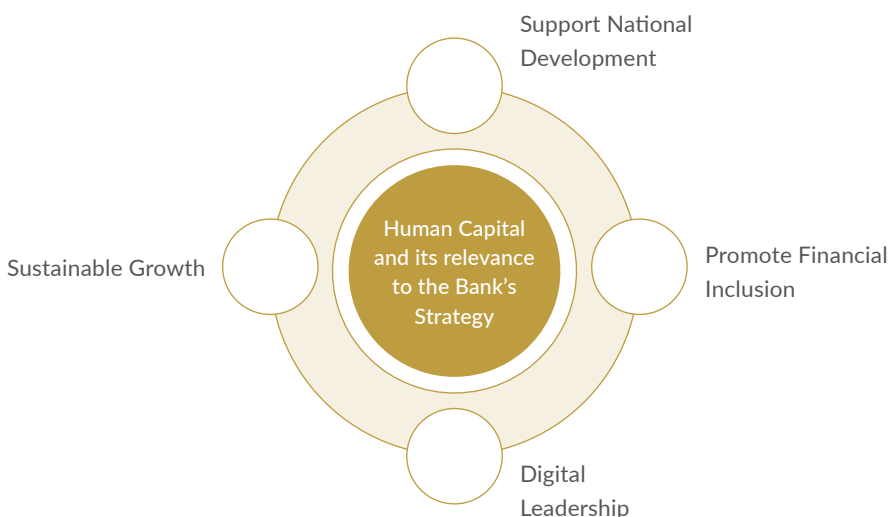 Support National
Development
Human Capital
and its relevance
to the Bank's
Strategy
Sustainable Growth
Promote Financial
Inclusion
Digital
Leadership